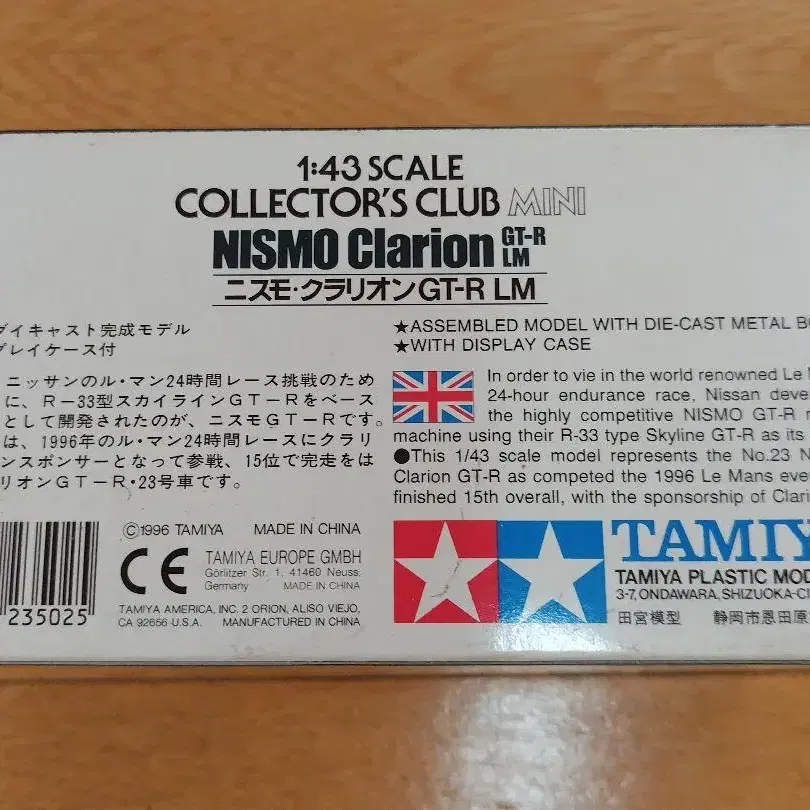 1:43 SCALE
COLLECTOR'S CLUB MINI
NISMO Clarion GT-R LM
ニスモ・クラリオンGT-R LM
ダイキャスト完成モデル
プレイケース付
ニッサンのル・マン24時間レース挑戦のため
に、R－33型スカイラインGT－Rをベース
として開発されたのが、ニスモGT－Rです。
は、1996年のル・マン24時間レースにクラリ
ンスポンサーとなって参戦、15位で完走をは
リオンGT－R・23号車です。
★ASSEMBLED MODEL WITH DIE-CAST METAL
★WITH DISPLAY CASE
In order to vie in the world renowned Le
24-hour endurance race, Nissan deve
the highly competitive NISMO GT-R
machine using their R-33 type Skyline GT-R as its
●This 1/43 scale model represents the No.23 N
Clarion GT-R as competed the 1996 Le Mans eve
finished 15th overall, with the sponsorship of Clari
©1996 TAMIYA MADE IN CHINA
CE
TAMIYA EUROPE GMBH
Görlitzer Str. 1, 41460 Neuss.
Germany MADE IN CHINA
235025
TAMIYA AMERICA, INC. 2 ORION, ALISO VIEJO,
CA 92656 U.S.A. MANUFACTURED IN CHINA
TAMIY
TAMIYA PLASTIC MOD
3-7, ONDAWARA, SHIZUOKA-CI
田宮模型 静岡市恩田原